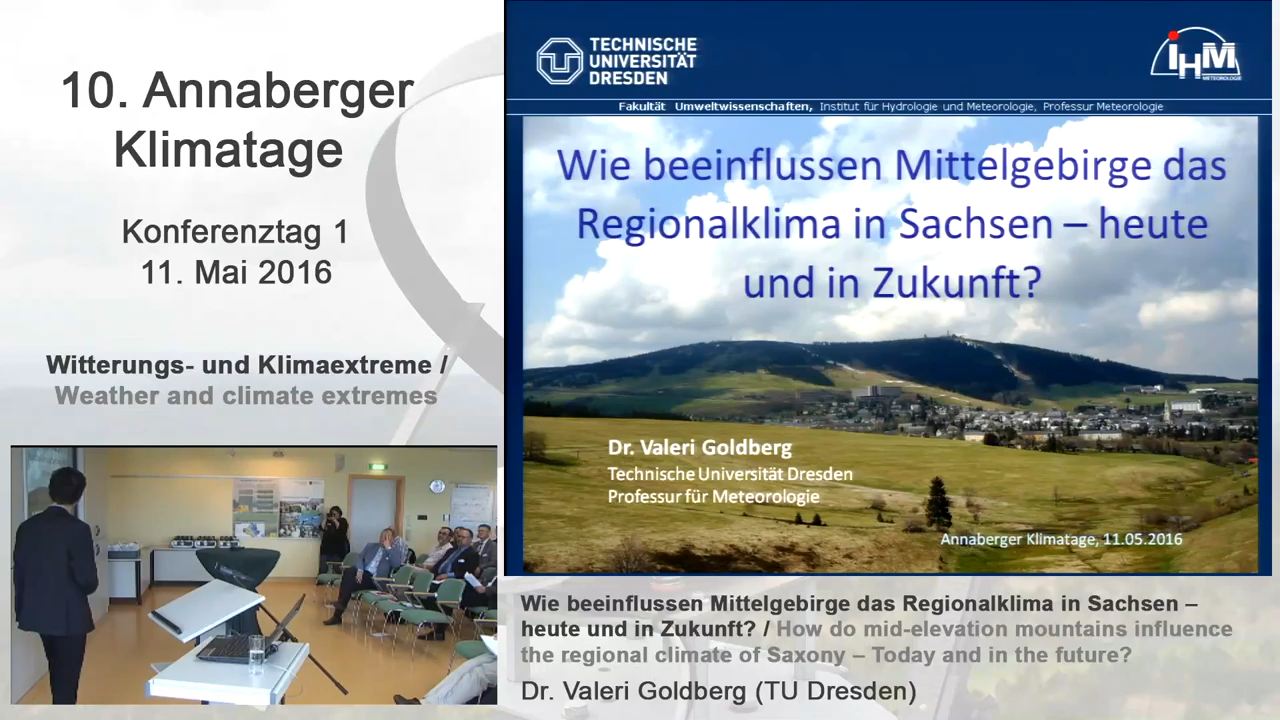 10. Annaberger
Klimatage
Konferenztag 1
11. Mai 2016
Witterungs- und Klimaextreme /
Weather and climate extremes
TECHNISCHE
UNIVERSITÄT
DRESDEN
IHM
METEOROLOGIE
Fakultät Umweltwissenschaften, Institut für Hydrologie und Meteorologie, Professur Meteorologie
Wie beeinflussen Mittelgebirge das
Regionalklima in Sachsen – heute
und in Zukunft?
Dr. Valeri Goldberg
Technische Universität Dresden
Professur für Meteorologie
Annaberger Klimatage, 11.05.2016
Wie beeinflussen Mittelgebirge das Regionalklima in Sachsen –
heute und in Zukunft? / How do mid-elevation mountains influence
the regional climate of Saxony – Today and in the future?
Dr. Valeri Goldberg (TU Dresden)